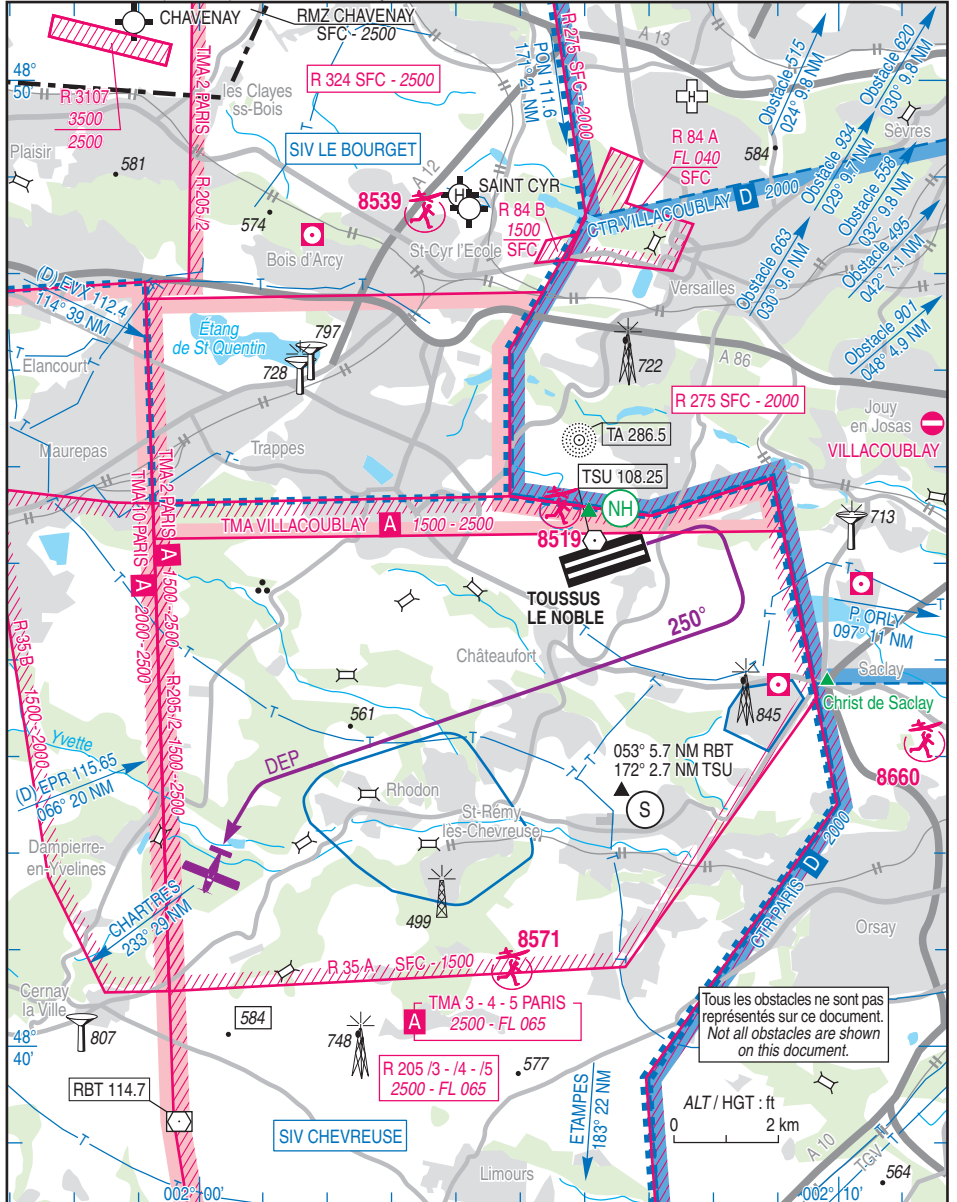 CHAVENAY
RMZ CHAVENAY
SFC - 2500
48°
50'
R 3107
3500
2500
TMA-2 PARIS
R 205 /2
les Clayes
ss-Bois
R 324 SFC - 2500
SIV LE BOURGET
PON 111.6
171° 21 NM
R 275 SFC - 2000
A 13
H
Obstacle 515
024° 9.8 NM
Obstacle 620
030° 9.8 NM
Sèvres
Plaisir
581
A 12
R 84 A
FL 040
SFC
584
Obstacle 934
029° 9.7 NM
Obstacle 558
032° 9.8 NM
8539
H
SAINT CYR
574
R 84 B
1500
SFC
CTR VILLACOUBLAY D 2000
Obstacle 663
030° 9.6 NM
Obstacle 495
042° 7.1 NM
Bois d'Arcy
St-Cyr l'Ecole
Versailles
(D) EVX 112.4
114° 39 NM
Étang
de St Quentin
797
728
722
A 86
Obstacle 901
048° 4.9 NM
Elancourt
R 275 SFC - 2000
Jouy
en Josas
VILLACOUBLAY
Maurepas
Trappes
TA 286.5
TSU 108.25
NH
TMA VILLACOUBLAY A 1500 - 2500
8519
713
TMA 10 PARIS A 2000-2500
TMA-2 PARIS A 1500 - 2500
R 205 /2 1500 - 2500
TOUSSUS
LE NOBLE
250°
P. ORLY
097° 11 NM
R 35 B 1500 - 2000
Châteaufort
Saclay
Christ de Saclay
845
561
Yvette
(D) EPR 115.65
066° 20 NM
DEP
053° 5.7 NM RBT
172° 2.7 NM TSU
S
8660
Rhodon
St-Rémy
lès-Chevreuse
Dampierre-
en-Yvelines
CHARTRES
233° 29 NM
499
CTR PARIS D 2000
Orsay
8571
R 35 A SFC - 1500
Cernay
la Ville
807
584
748
A
TMA 3 - 4 - 5 PARIS
2500 - FL 065
Tous les obstacles ne sont pas
représentés sur ce document.
Not all obstacles are shown
on this document.
48°
40'
R 205 /3 - /4 - /5
2500 - FL 065
577
RBT 114.7
ETAMPES
183° 22 NM
ALT / HGT : ft
0 2 km
SIV CHEVREUSE
A 10
T.G.V
564
Limours
002° 00'
002° 10'
T
T
T
T
T
T
T
T
T
T
T
T